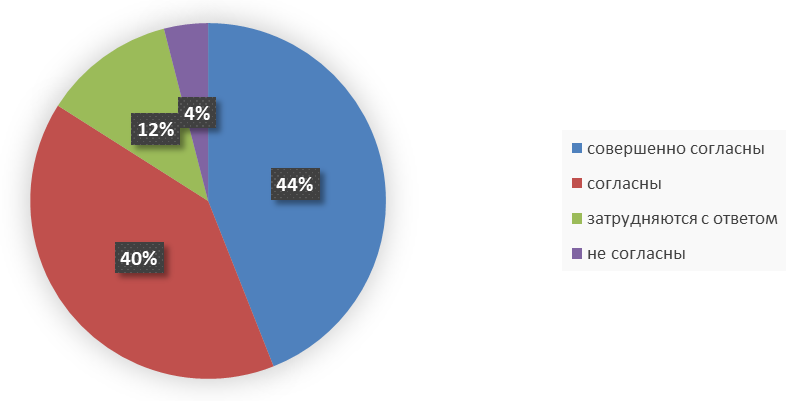 4%
12%
44%
40%
совершенно согласны
согласны
затрудняются с ответом
не согласны